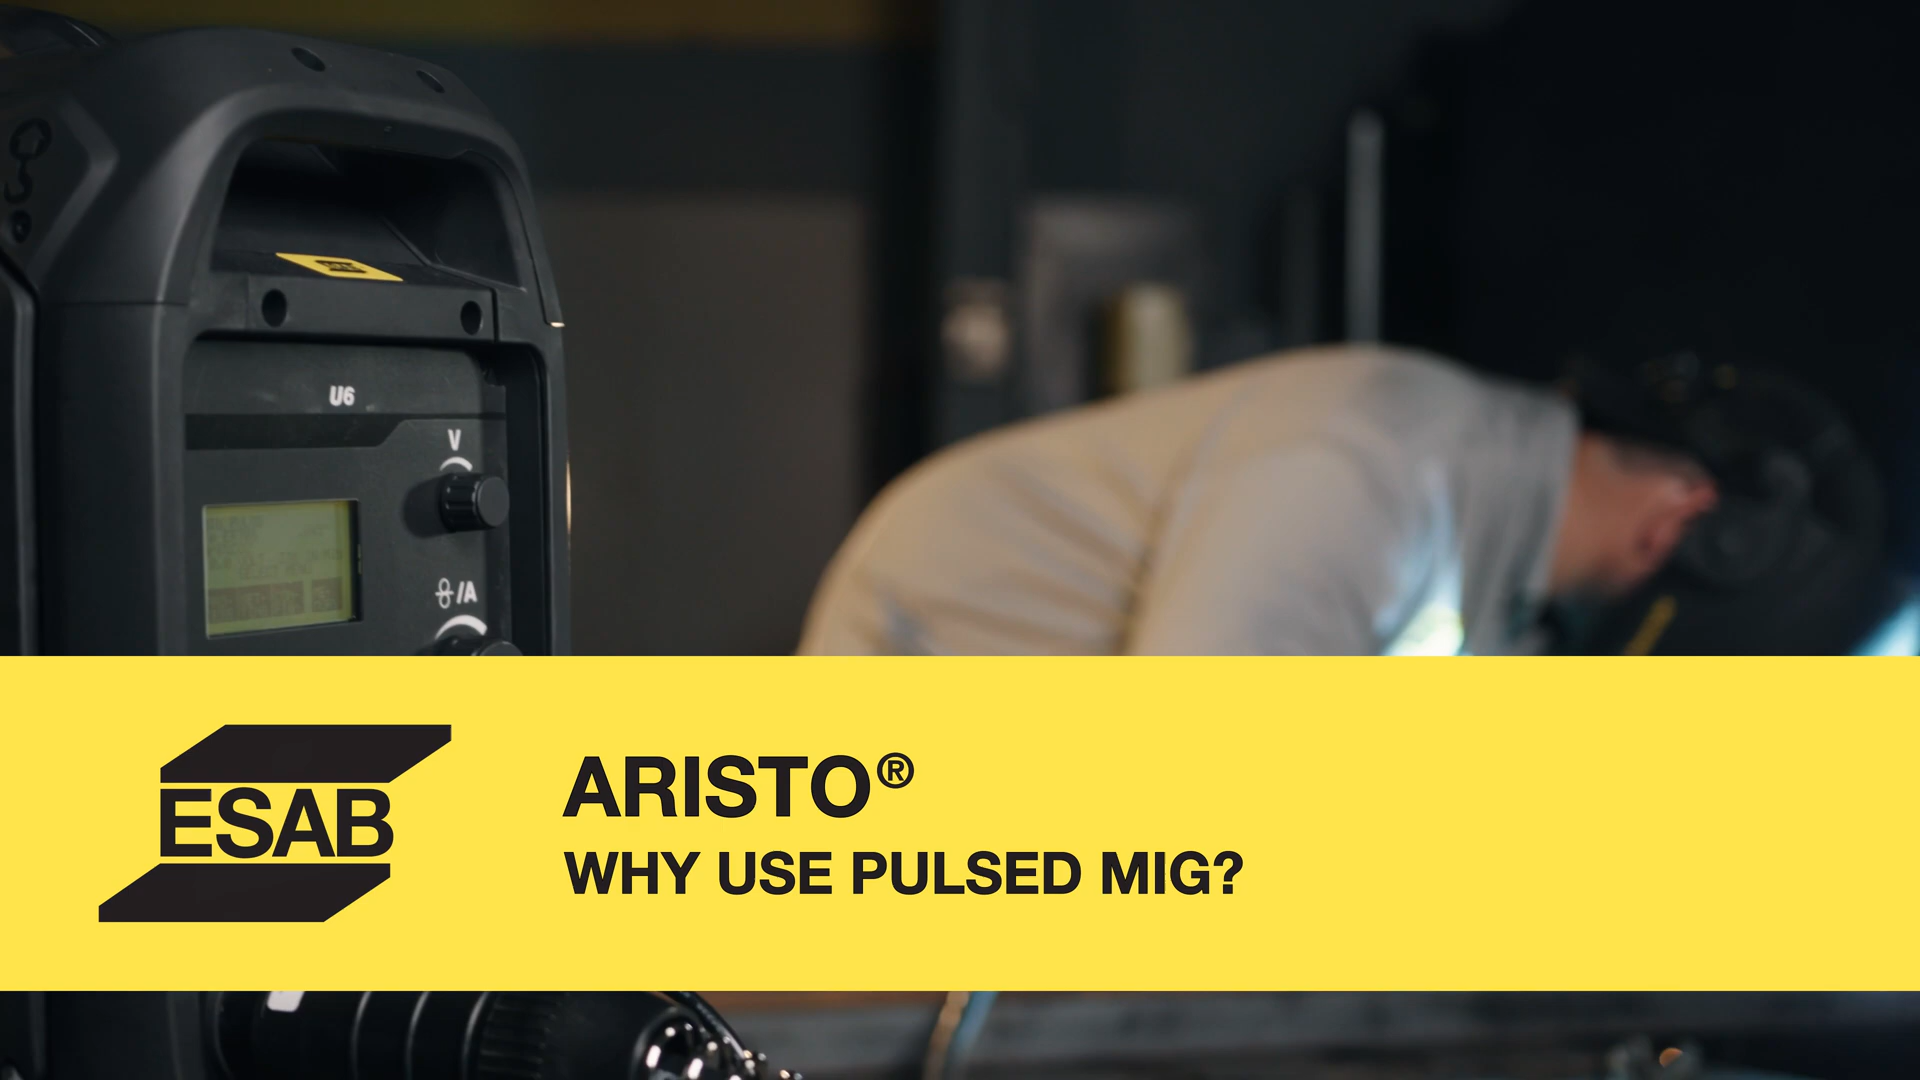 U6
V
/A
ESAB
ARISTO®
WHY USE PULSED MIG?